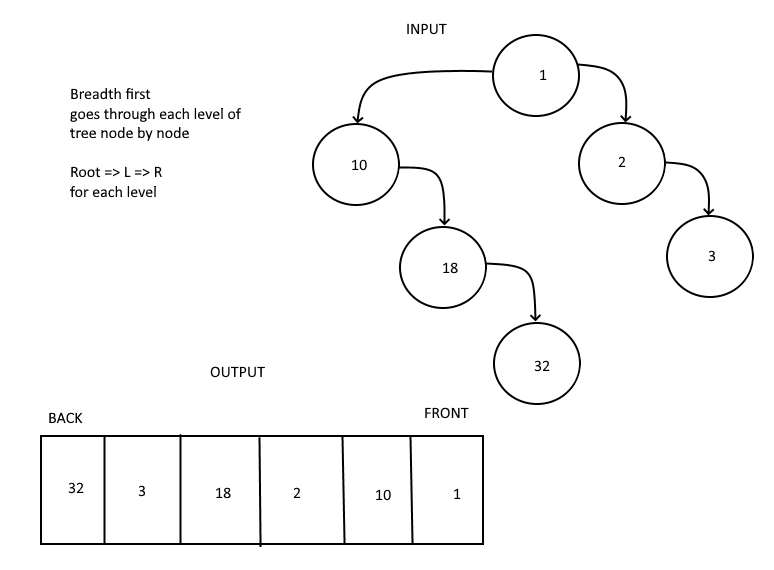 INPUT
1
Breadth first
goes through each level of
tree node by node
Root => L => R
for each level
10
2
18
3
32
OUTPUT
BACK
FRONT
32 3 18 2 10 1